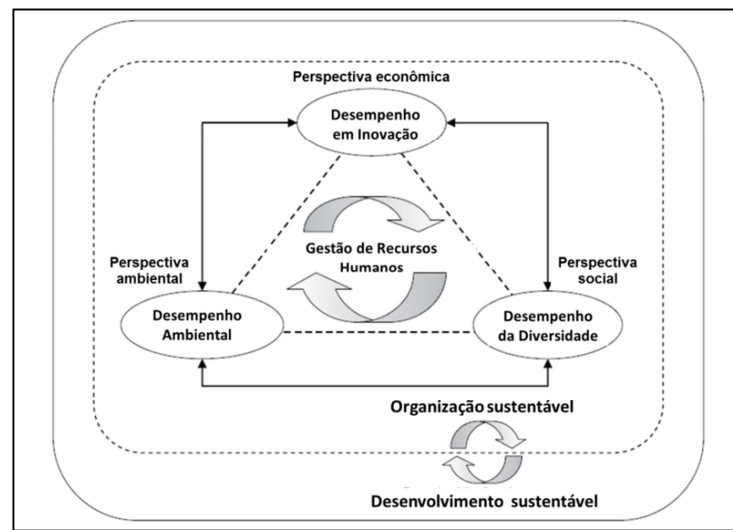 Perspectiva econômica
Desempenho
em Inovação
Gestão de Recursos
Humanos
Perspectiva
ambiental
Perspectiva
social
Desempenho
Ambiental
Desempenho
da Diversidade
Organização sustentável
Desenvolvimento sustentável